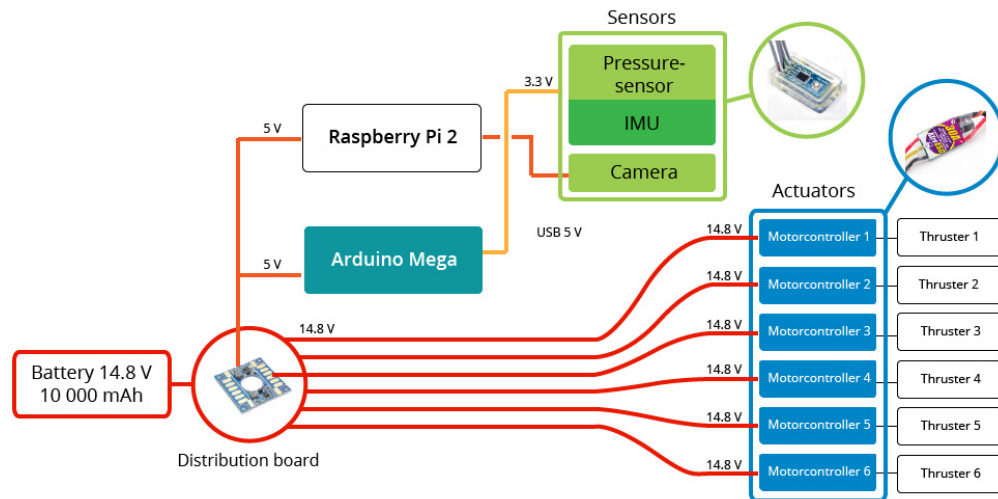 Sensors
Pressure-
sensor
IMU
Camera
3.3 V
5 V
Raspberry Pi 2
5 V
Arduino Mega
USB 5 V
Actuators
14.8 V
Motorcontroller 1
Thruster 1
14.8 V
Motorcontroller 2
Thruster 2
14.8 V
Motorcontroller 3
Thruster 3
14.8 V
Motorcontroller 4
Thruster 4
14.8 V
Motorcontroller 5
Thruster 5
14.8 V
Motorcontroller 6
Thruster 6
14.8 V
Battery 14.8 V
10 000 mAh
Distribution board
30A